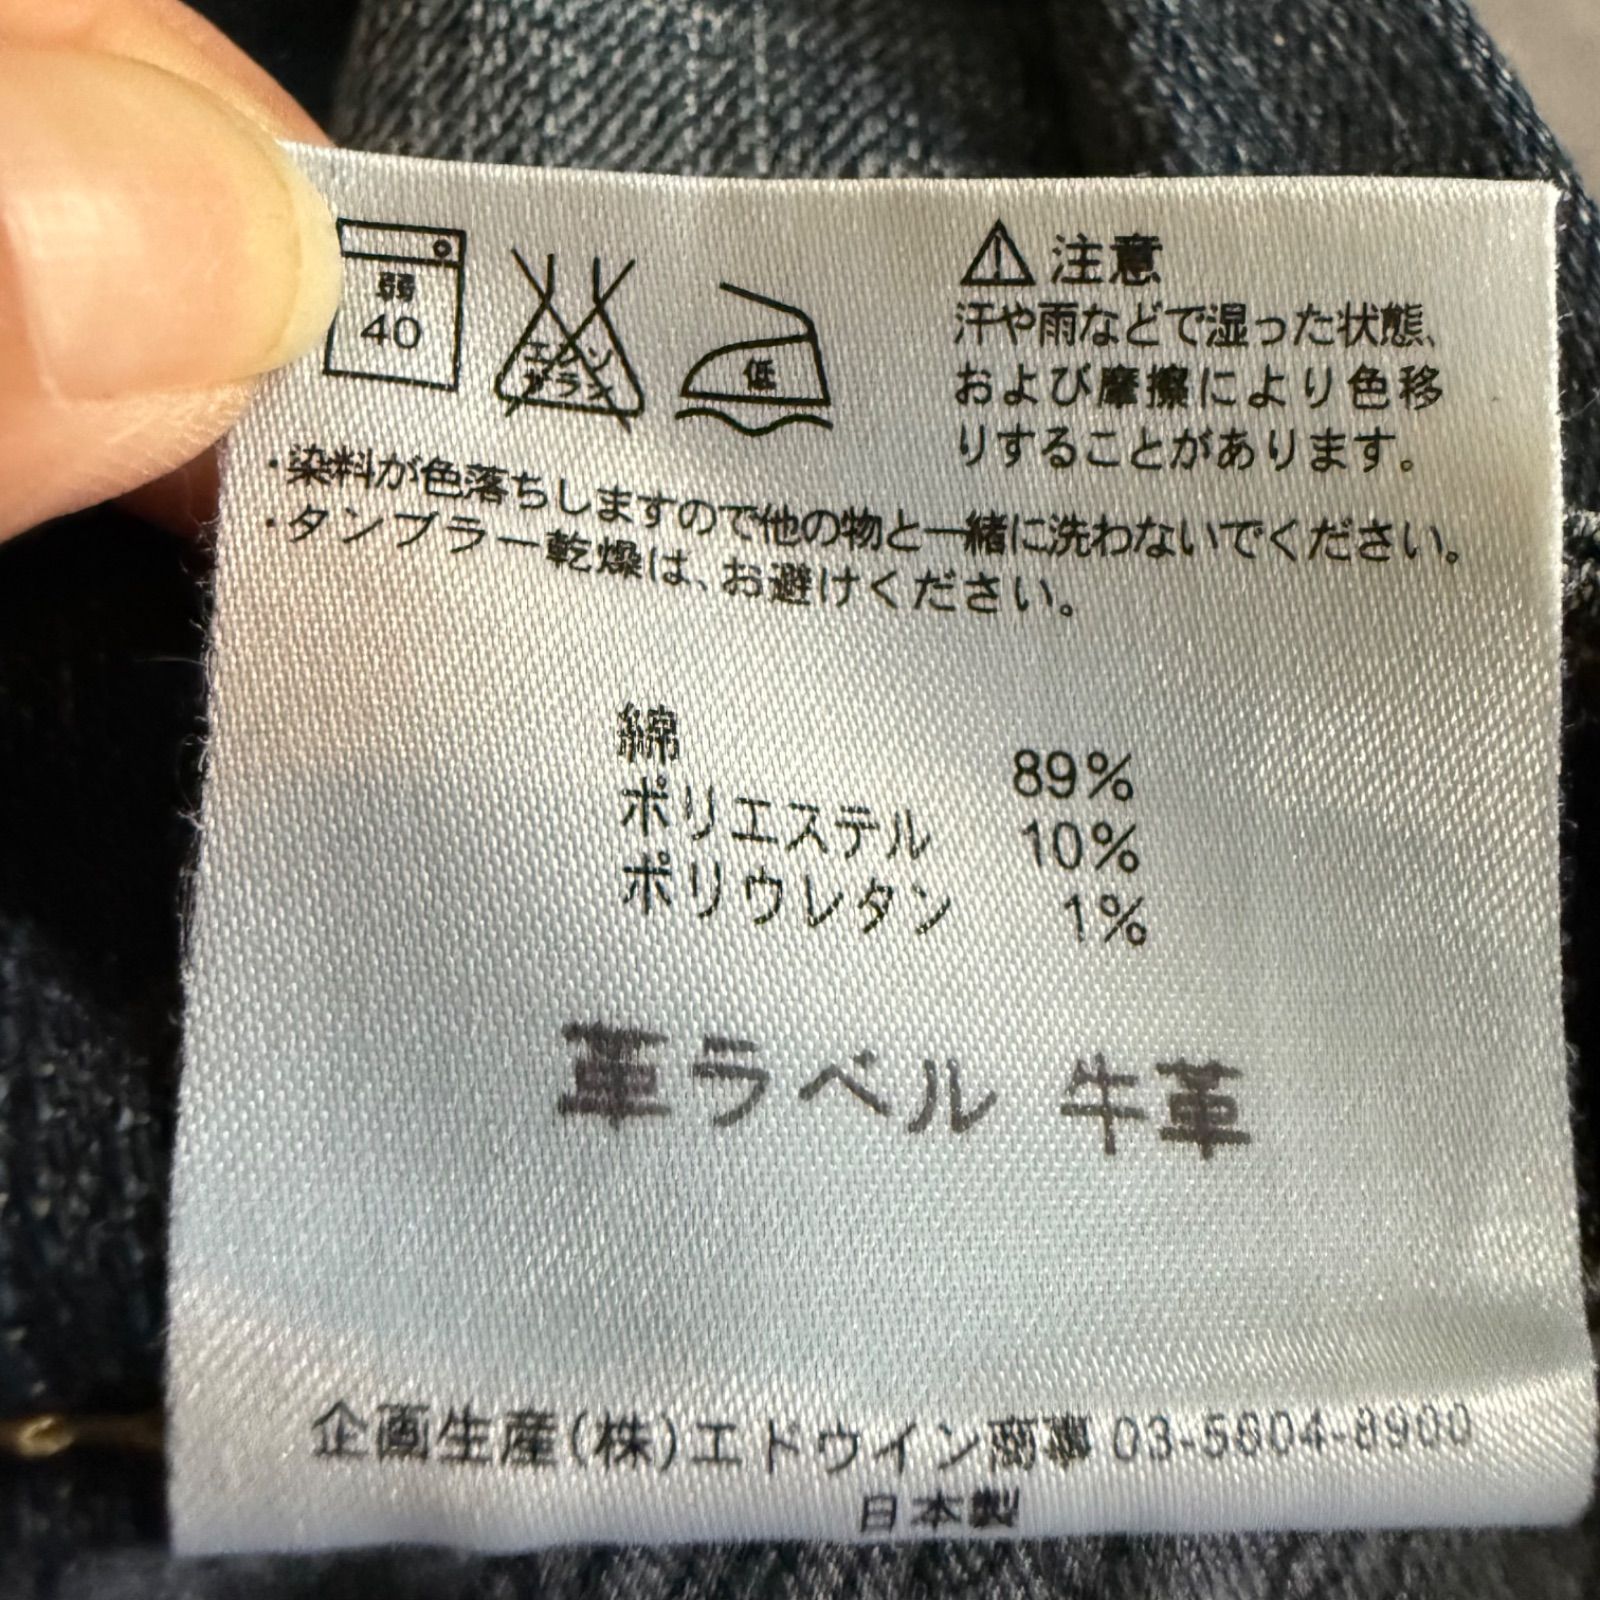 弱
40
エンソ
サラン
低
⚠注意
汗や雨などで湿った状態、
および摩擦により色移
りすることがあります。
・染料が色落ちしますので他の物と一緒に洗わないでください。
・タンブラー乾燥は、お避けください。
綿 89%
ポリエステル 10%
ポリウレタン 1%
革ラベル 牛革
企画生産(株)エドウイン商事 03-5604-8900
日本製